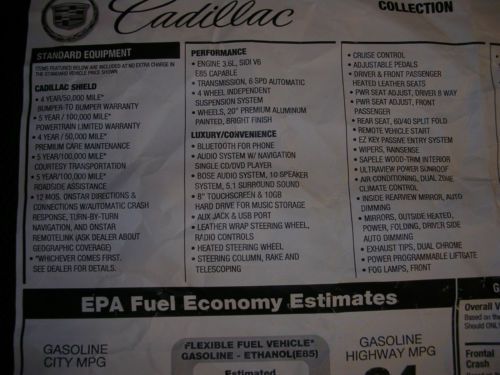 Cadillac
COLLECTION
STANDARD EQUIPMENT
ITEMS FEATURED BELOW ARE INCLUDED AT NO EXTRA CHARGE IN
THE STANDARD VEHICLE PRICE SHOWN
CADILLAC SHIELD
• 4 YEAR/50,000 MILE*
BUMPER-TO-BUMPER WARRANTY
• 5 YEAR / 100,000 MILE*
POWERTRAIN LIMITED WARRANTY
• 4 YEAR / 50,000 MILE*
PREMIUM CARE MAINTENANCE
• 5 YEAR/100,000 MILE*
COURTESY TRANSPORTATION
• 5 YEAR/100,000 MILE*
ROADSIDE ASSISTANCE
• 12 MOS. ONSTAR DIRECTIONS &
CONNECTIONS W/AUTOMATIC CRASH
RESPONSE, TURN-BY-TURN
NAVIGATION, AND ONSTAR
REMOTELINK (ASK DEALER ABOUT
GEOGRAPHIC COVERAGE)
*WHICHEVER COMES FIRST.
SEE DEALER FOR DETAILS.
PERFORMANCE
• ENGINE, 3.6L, SIDI V6
E85 CAPABLE
• TRANSMISSION, 6 SPD AUTOMATIC
• 4 WHEEL INDEPENDENT
SUSPENSION SYSTEM
• WHEELS, 20" PREMIUM ALUMINUM
PAINTED, BRIGHT FINISH
LUXURY/CONVENIENCE
• BLUETOOTH FOR PHONE
• AUDIO SYSTEM W/ NAVIGATION
SINGLE CD/DVD PLAYER
• BOSE AUDIO SYSTEM, 10 SPEAKER
SYSTEM, 5.1 SURROUND SOUND
• 8" TOUCHSCREEN & 10GB
HARD DRIVE FOR MUSIC STORAGE
• AUX JACK & USB PORT
• LEATHER WRAP STEERING WHEEL,
RADIO CONTROLS
• HEATED STEERING WHEEL
• STEERING COLUMN, RAKE AND
TELESCOPING
• CRUISE CONTROL
• ADJUSTABLE PEDALS
• DRIVER & FRONT PASSENGER
HEATED LEATHER SEATS
• PWR SEAT ADJUST, DRIVER 8 WAY
• PWR SEAT ADJUST, FRONT
PASSENGER
• REAR SEAT, 60/40 SPLIT FOLD
• REMOTE VEHICLE START
• EZ KEY PASSIVE ENTRY SYSTEM
• WIPERS, RAINSENSE
• SAPELE WOOD-TRIM INTERIOR
• ULTRAVIEW POWER SUNROOF
• AIR CONDITIONING, DUAL ZONE
CLIMATE CONTROL
• INSIDE REARVIEW MIRROR, AUTO
DIMMING
• MIRRORS, OUTSIDE HEATED,
POWER, FOLDING, DRIVER SIDE
AUTO DIMMING
• EXHAUST TIPS, DUAL CHROME
• POWER PROGRAMMABLE LIFTGATE
• FOG LAMPS, FRONT
EPA Fuel Economy Estimates
GASOLINE
CITY MPG
FLEXIBLE FUEL VEHICLE*
GASOLINE - ETHANOL(E85)
Estimated
GASOLINE
HIGHWAY MPG
Overall V
Based on the
Should ONLY
Frontal
Crash